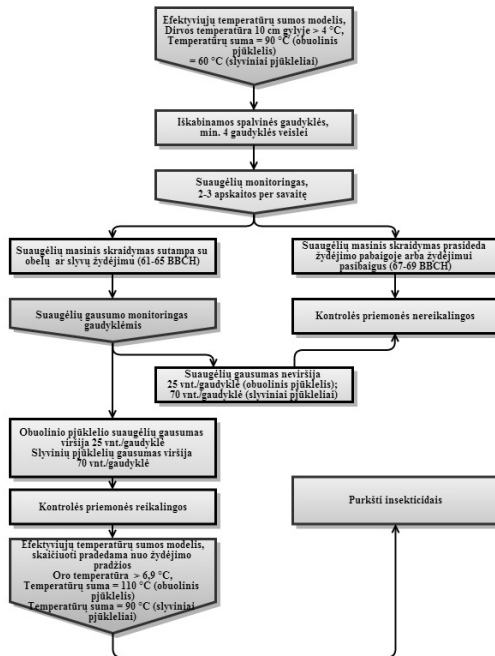 Efektyviųjų temperatūrų sumos modelis,
Dirvos temperatūra 10 cm gylyje > 4 °C,
Temperatūrų suma = 90 °C (obuolinis
pjūklelis)
= 60 °C (slyviniai pjūkleliai)
Iškabinamos spalvinės gaudyklės,
min. 4 gaudyklės veislei
Suaugėlių monitoringas,
2-3 apskaitos per savaitę
Suaugėlių masinis skraidymas sutampa su
obelų ar slyvų žydėjimu (61-65 BBCH)
Suaugėlių masinis skraidymas prasideda
žydėjimo pabaigoje arba žydėjimui
pasibaigus (67-69 BBCH)
Suaugėlių gausumo monitoringas
gaudyklėmis
Kontrolės priemonės nereikalingos
Suaugėlių gausumas neviršija
25 vnt./gaudyklė (obuolinis pjūklelis);
70 vnt./gaudyklė (slyviniai pjūkleliai)
Obuolinio pjūklelio suaugėlių gausumas
viršija 25 vnt./gaudyklė
Slyvinių pjūklelių gausumas viršija
70 vnt./gaudyklė
Kontrolės priemonės reikalingos
Purkšti insekticidais
Efektyviųjų temperatūrų sumos modelis,
skaičiuoti pradedama nuo žydėjimo
pradžios
Oro temperatūra > 6,9 °C,
Temperatūrų suma = 110 °C (obuolinis
pjūklelis)
Temperatūrų suma = 90 °C (slyviniai
pjūkleliai)